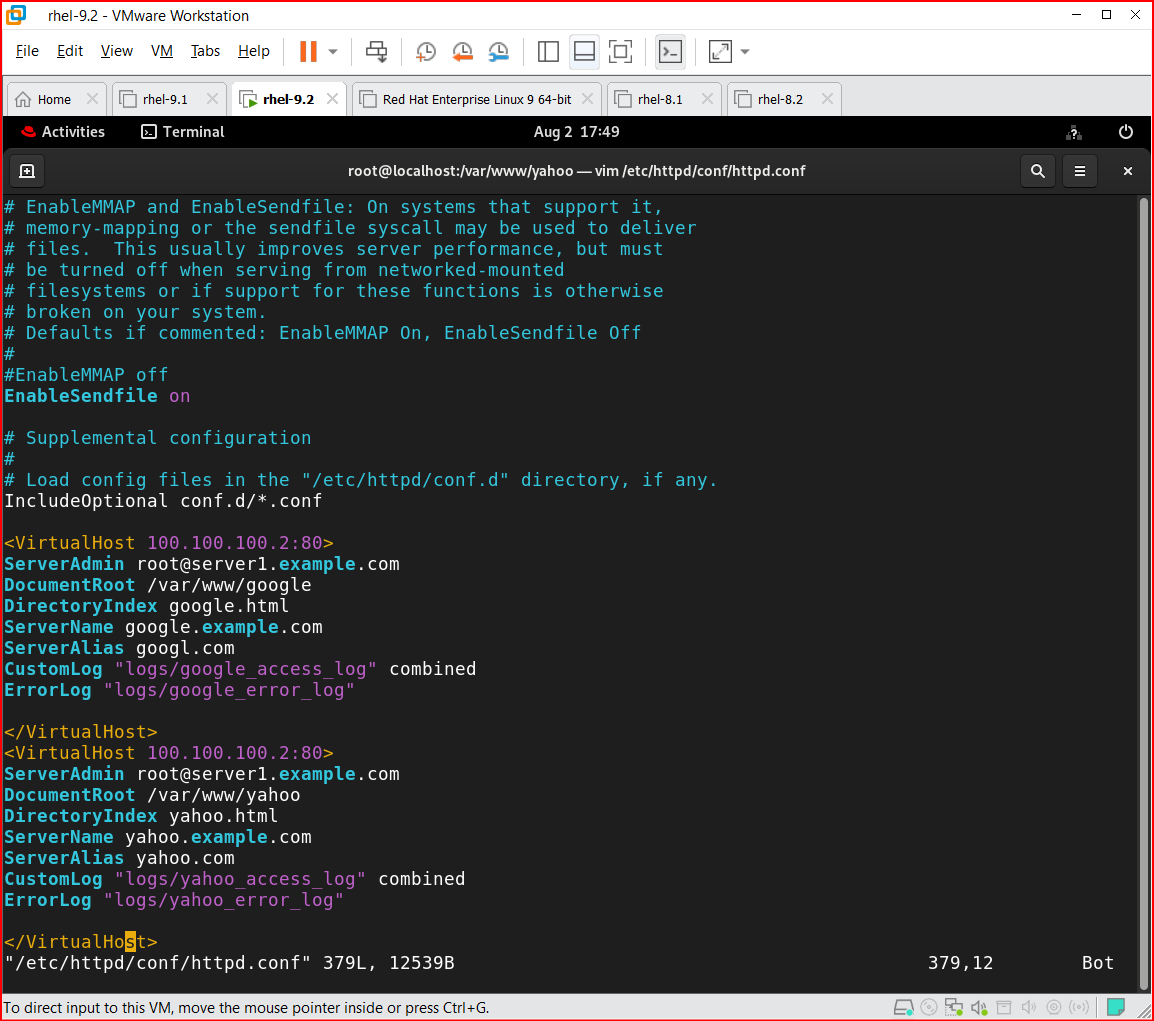 rhel-9.2 - VMware Workstation
File Edit View VM Tabs Help
Home rhel-9.1 rhel-9.2 Red Hat Enterprise Linux 9 64-bit rhel-8.1 rhel-8.2
Activities Terminal Aug 2 17:49
root@localhost:/var/www/yahoo — vim /etc/httpd/conf/httpd.conf
# EnableMMAP and EnableSendfile: On systems that support it,
# memory-mapping or the sendfile syscall may be used to deliver
# files.  This usually improves server performance, but must
# be turned off when serving from networked-mounted
# filesystems or if support for these functions is otherwise
# broken on your system.
# Defaults if commented: EnableMMAP On, EnableSendfile Off
#
#EnableMMAP off
EnableSendfile on
# Supplemental configuration
#
# Load config files in the "/etc/httpd/conf.d" directory, if any.
IncludeOptional conf.d/*.conf
<VirtualHost 100.100.100.2:80>
ServerAdmin root@server1.example.com
DocumentRoot /var/www/google
DirectoryIndex google.html
ServerName google.example.com
ServerAlias googl.com
CustomLog "logs/google_access_log" combined
ErrorLog "logs/google_error_log"
</VirtualHost>
<VirtualHost 100.100.100.2:80>
ServerAdmin root@server1.example.com
DocumentRoot /var/www/yahoo
DirectoryIndex yahoo.html
ServerName yahoo.example.com
ServerAlias yahoo.com
CustomLog "logs/yahoo_access_log" combined
ErrorLog "logs/yahoo_error_log"
</VirtualHost>
"/etc/httpd/conf/httpd.conf" 379L, 12539B 379,12 Bot
To direct input to this VM, move the mouse pointer inside or press Ctrl+G.